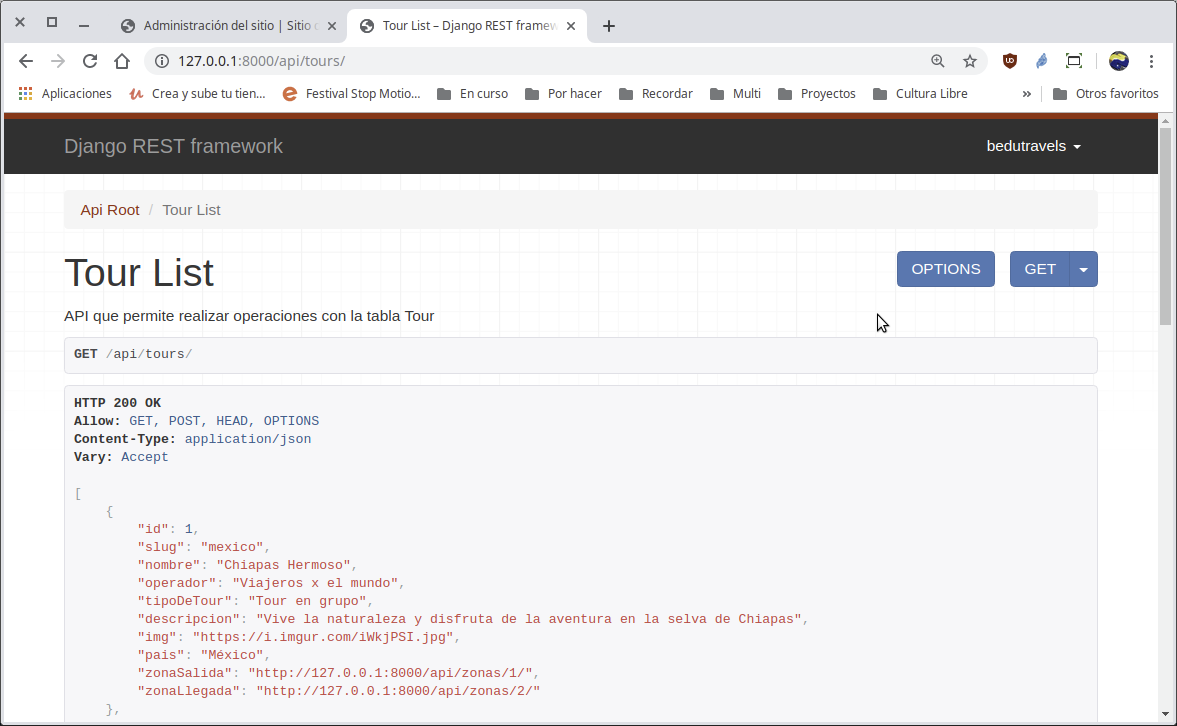 Administración del sitio | Sitio
Tour List – Django REST framew
127.0.0.1:8000/api/tours/
Aplicaciones
Crea y sube tu tien...
Festival Stop Motio...
En curso
Por hacer
Recordar
Multi
Proyectos
Cultura Libre
»
Otros favoritos
Django REST framework
bedutravels
Api Root / Tour List
Tour List
OPTIONS
GET
API que permite realizar operaciones con la tabla Tour
GET /api/tours/
HTTP 200 OK
Allow: GET, POST, HEAD, OPTIONS
Content-Type: application/json
Vary: Accept
[
{
"id": 1,
"slug": "mexico",
"nombre": "Chiapas Hermoso",
"operador": "Viajeros x el mundo",
"tipoDeTour": "Tour en grupo",
"descripcion": "Vive la naturaleza y disfruta de la aventura en la selva de Chiapas",
"img": "https://i.imgur.com/iWkjPSI.jpg",
"pais": "México",
"zonaSalida": "http://127.0.0.1:8000/api/zonas/1/",
"zonaLlegada": "http://127.0.0.1:8000/api/zonas/2/"
},